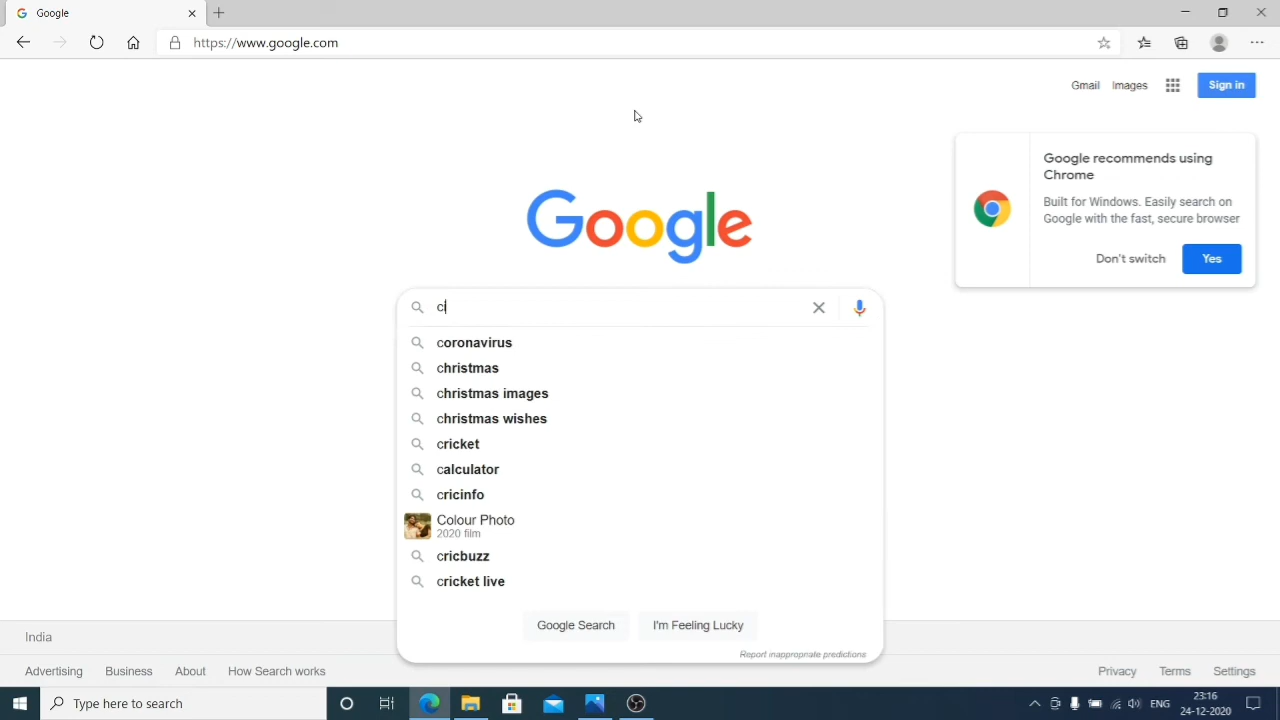 Google
https://www.google.com
Gmail Images Sign in
Google recommends using
Chrome
Built for Windows. Easily search on
Google with the fast, secure browser
Don't switch Yes
Google
c
coronavirus
christmas
christmas images
christmas wishes
cricket
calculator
cricinfo
Colour Photo
2020 film
cricbuzz
cricket live
Google Search I'm Feeling Lucky
Report inappropriate predictions
India
Advertising Business About How Search works Privacy Terms Settings
Type here to search ENG 23:16
24-12-2020